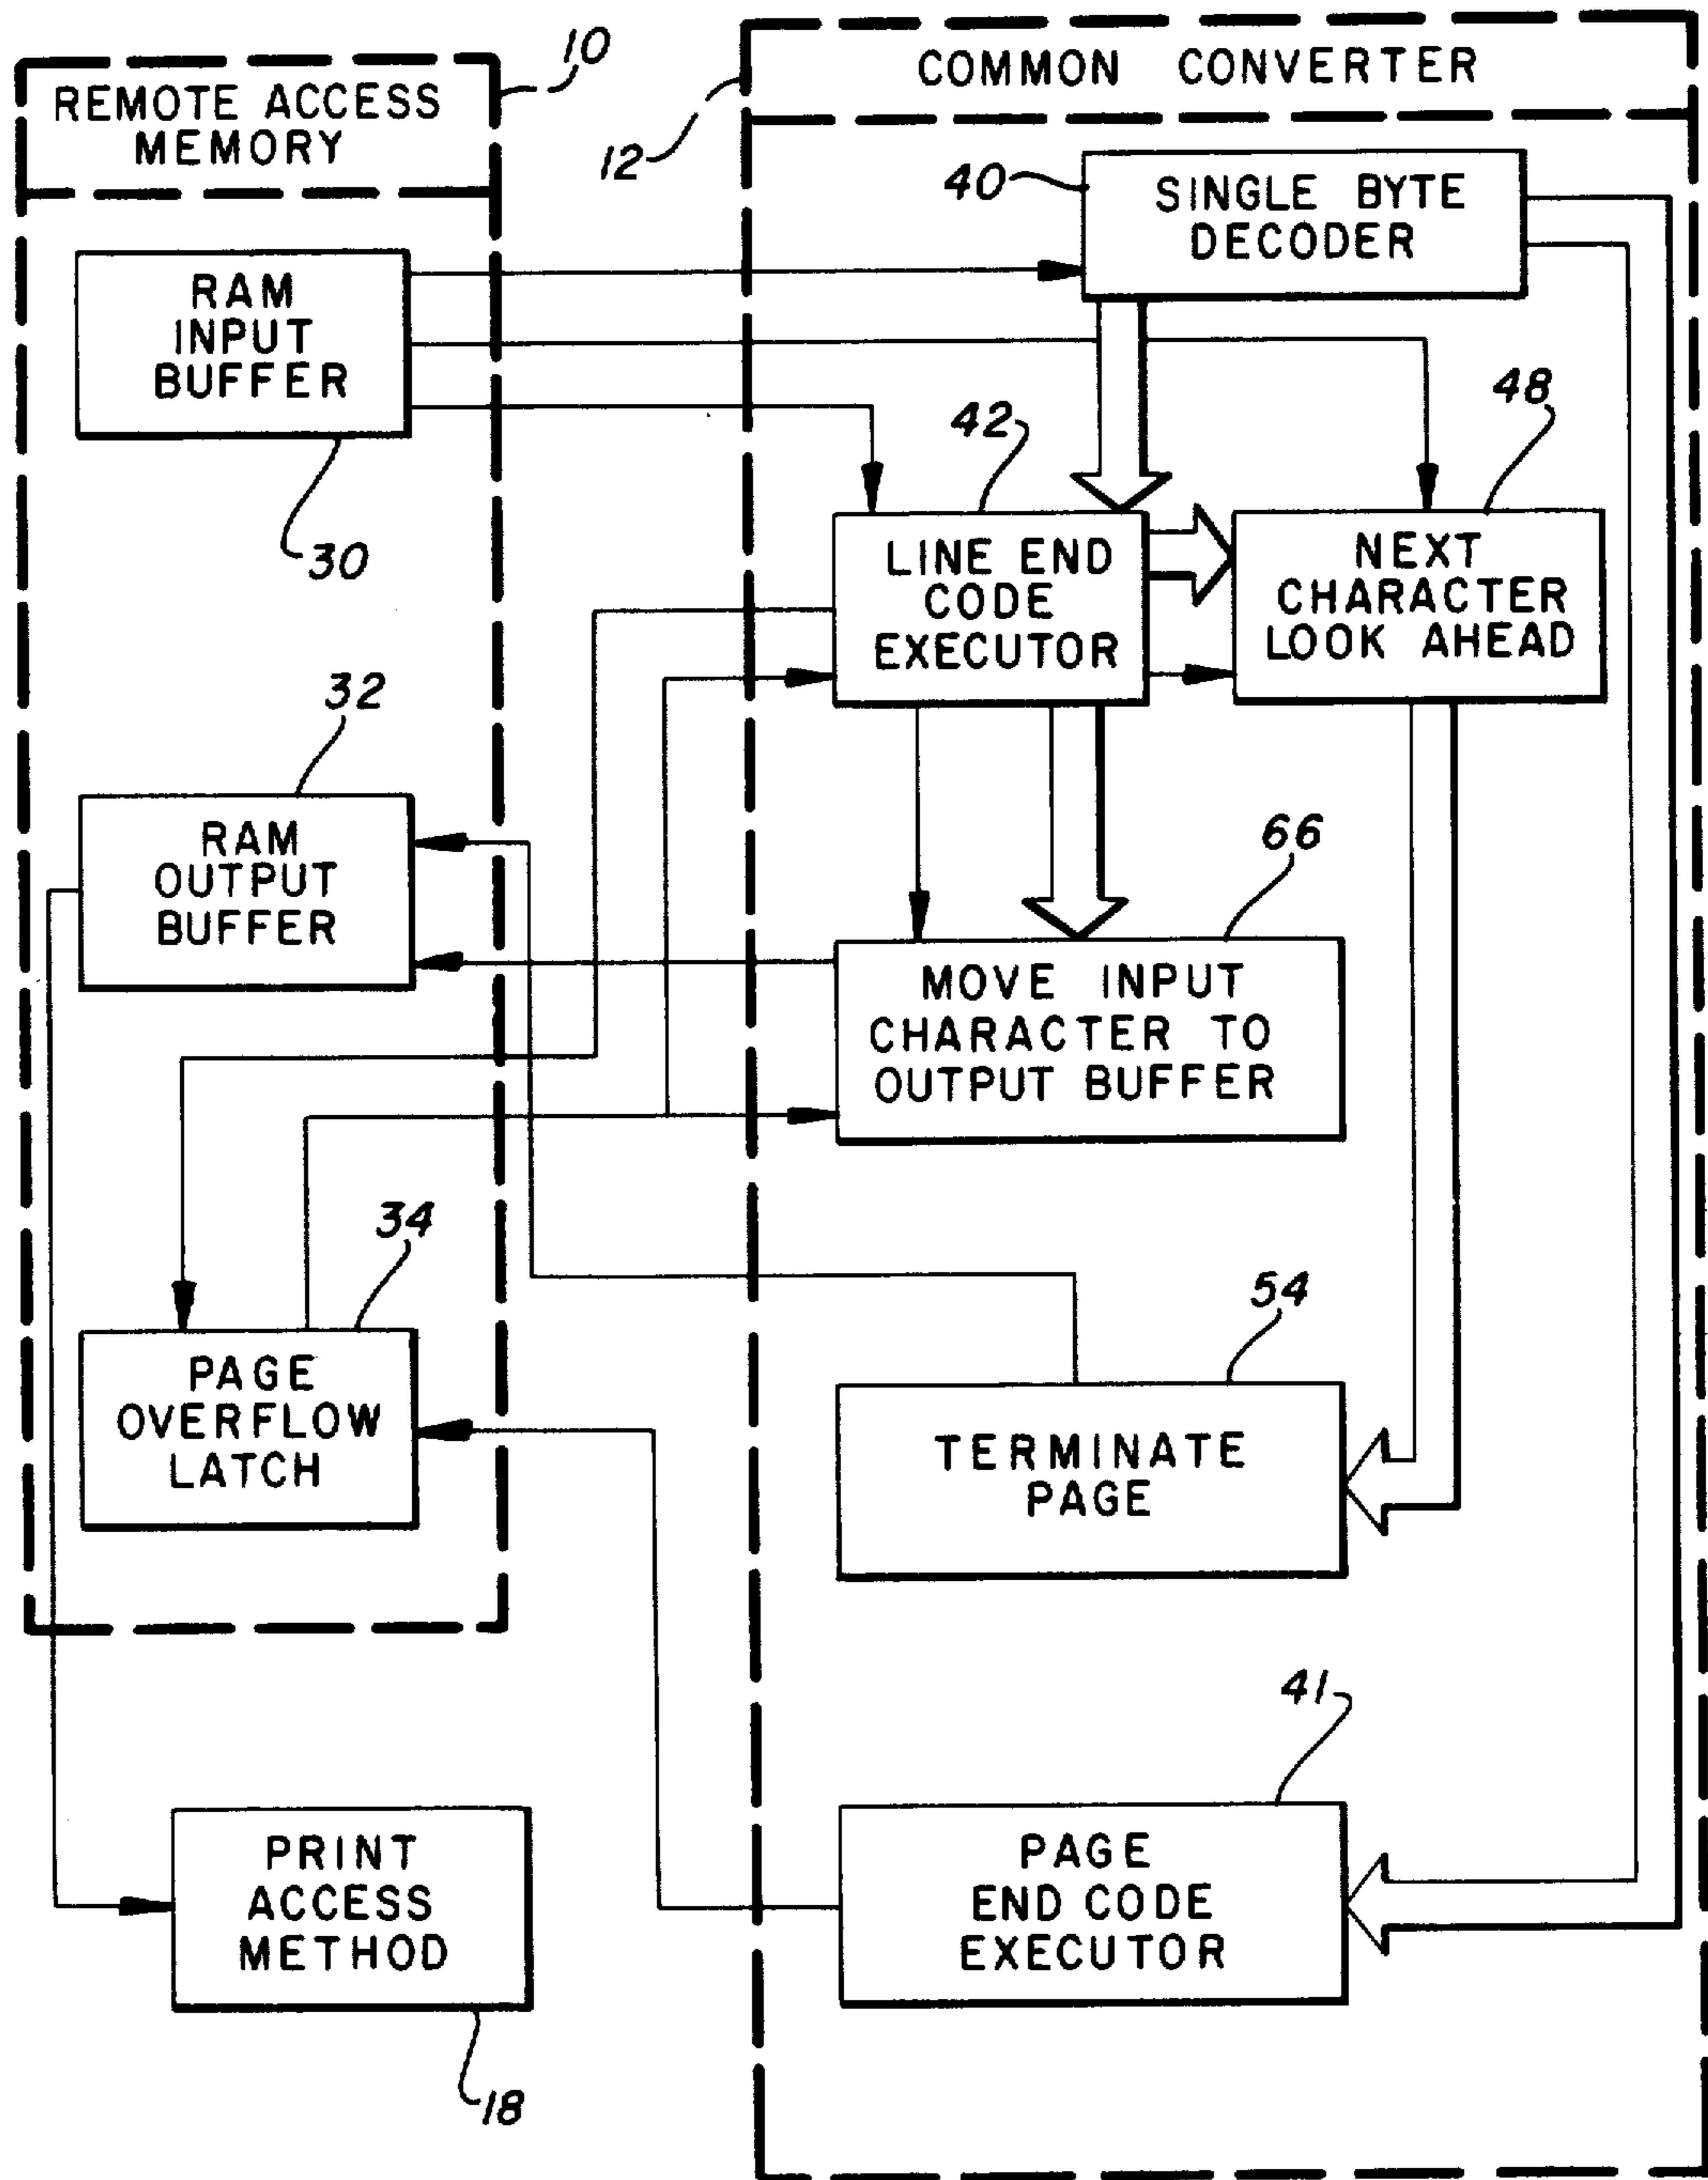 10
REMOTE ACCESS
MEMORY
RAM
INPUT
BUFFER
30
32
RAM
OUTPUT
BUFFER
34
PAGE
OVERFLOW
LATCH
PRINT
ACCESS
METHOD
18
COMMON CONVERTER
12
40
SINGLE BYTE
DECODER
42
LINE END
CODE
EXECUTOR
48
NEXT
CHARACTER
LOOK AHEAD
66
MOVE INPUT
CHARACTER TO
OUTPUT BUFFER
54
TERMINATE
PAGE
41
PAGE
END CODE
EXECUTOR